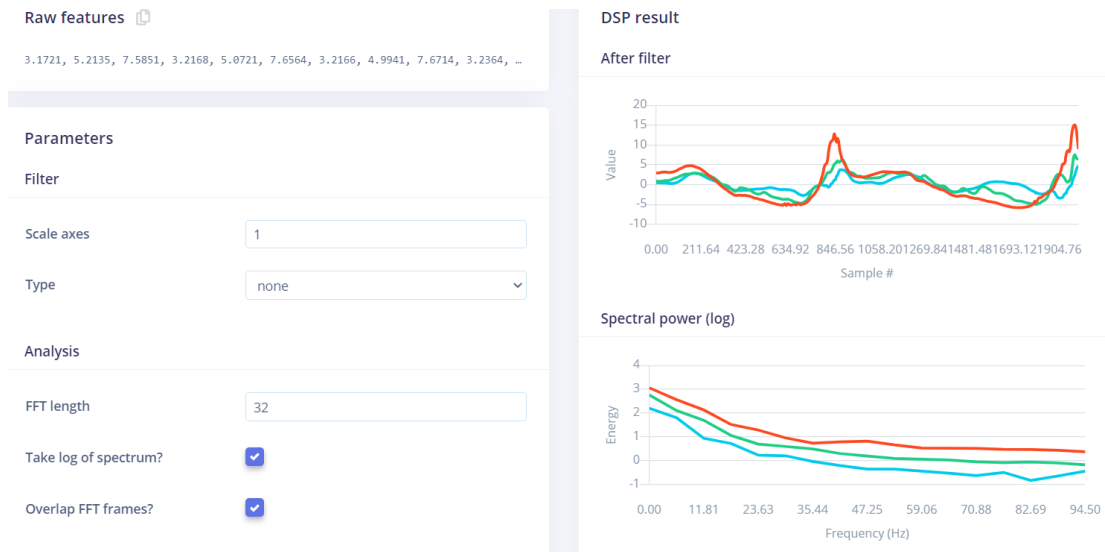 Raw features
3.1721, 5.2135, 7.5851, 3.2168, 5.0721, 7.6564, 3.2166, 4.9941, 7.6714, 3.2364, …
Parameters
Filter
Scale axes
1
Type
none
Analysis
FFT length
32
Take log of spectrum?
Overlap FFT frames?
DSP result
After filter
20
15
10
5
0
-5
-10
Value
0.00 211.64 423.28 634.92 846.56 1058.201269.841481.481693.121904.76
Sample #
Spectral power (log)
4
3
2
1
0
-1
Energy
0.00 11.81 23.63 35.44 47.25 59.06 70.88 82.69 94.50
Frequency (Hz)